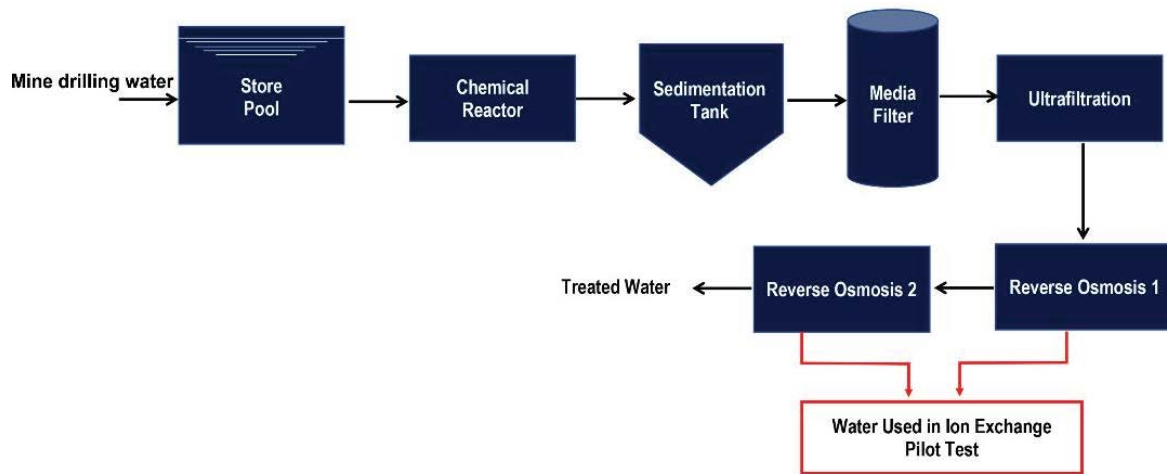 Mine drilling water
Store
Pool
Chemical
Reactor
Sedimentation
Tank
Media
Filter
Ultrafiltration
Treated Water
Reverse Osmosis 2
Reverse Osmosis 1
Water Used in Ion Exchange
Pilot Test